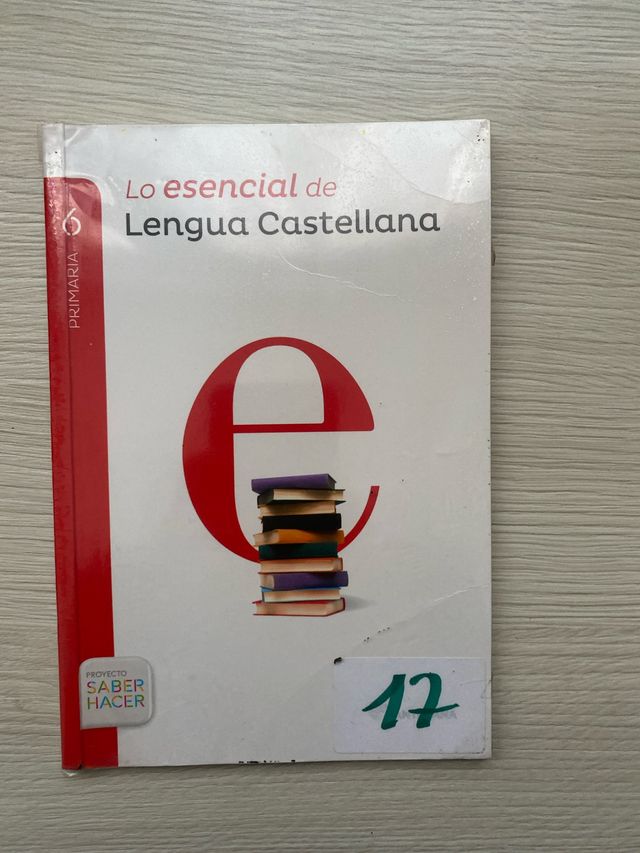 Lo esencial de
Lengua Castellana
PRIMARIA 6
e
PROYECTO
SABER
HACER
17